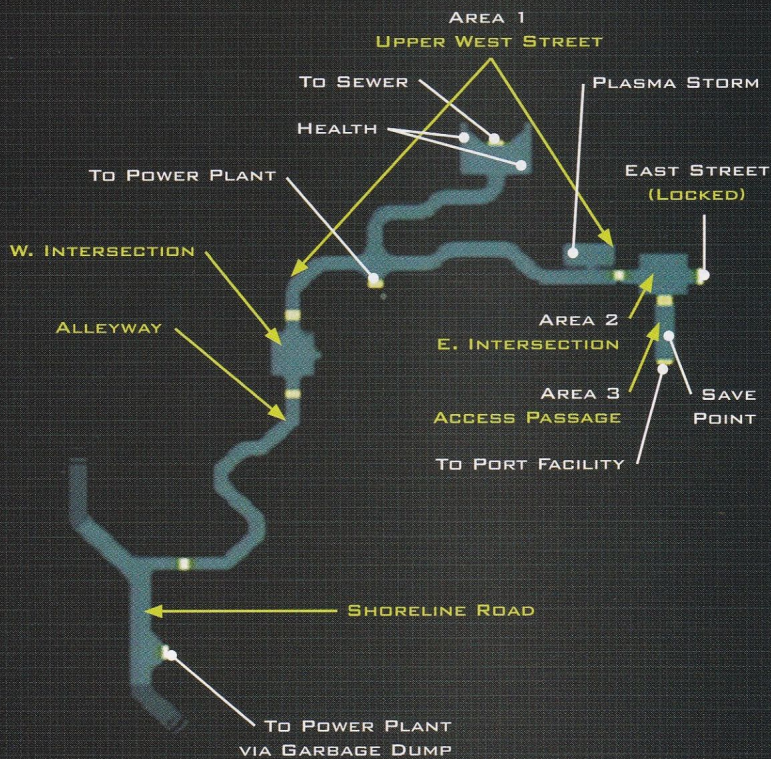 Area 1
Upper West Street
To Sewer
Plasma Storm
Health
East Street
(Locked)
To Power Plant
W. Intersection
Area 2
E. Intersection
Alleyway
Area 3
Access Passage
Save
Point
To Port Facility
Shoreline Road
To Power Plant
via Garbage Dump